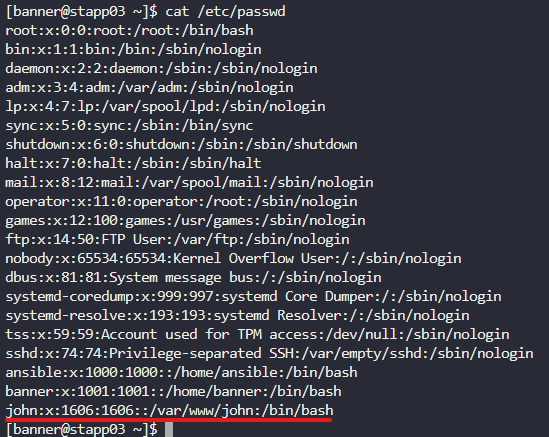 [banner@stapp03 ~]$ cat /etc/passwd
root:x:0:0:root:/root:/bin/bash
bin:x:1:1:bin:/bin:/sbin/nologin
daemon:x:2:2:daemon:/sbin:/sbin/nologin
adm:x:3:4:adm:/var/adm:/sbin/nologin
lp:x:4:7:lp:/var/spool/lpd:/sbin/nologin
sync:x:5:0:sync:/sbin:/bin/sync
shutdown:x:6:0:shutdown:/sbin:/sbin/shutdown
halt:x:7:0:halt:/sbin:/sbin/halt
mail:x:8:12:mail:/var/spool/mail:/sbin/nologin
operator:x:11:0:operator:/root:/sbin/nologin
games:x:12:100:games:/usr/games:/sbin/nologin
ftp:x:14:50:FTP User:/var/ftp:/sbin/nologin
nobody:x:65534:65534:Kernel Overflow User:/:/sbin/nologin
dbus:x:81:81:System message bus:/:/sbin/nologin
systemd-coredump:x:999:997:systemd Core Dumper:/:/sbin/nologin
systemd-resolve:x:193:193:systemd Resolver:/:/sbin/nologin
tss:x:59:59:Account used for TPM access:/dev/null:/sbin/nologin
sshd:x:74:74:Privilege-separated SSH:/var/empty/sshd:/sbin/nologin
ansible:x:1000:1000::/home/ansible:/bin/bash
banner:x:1001:1001::/home/banner:/bin/bash
john:x:1606:1606::/var/www/john:/bin/bash
[banner@stapp03 ~]$